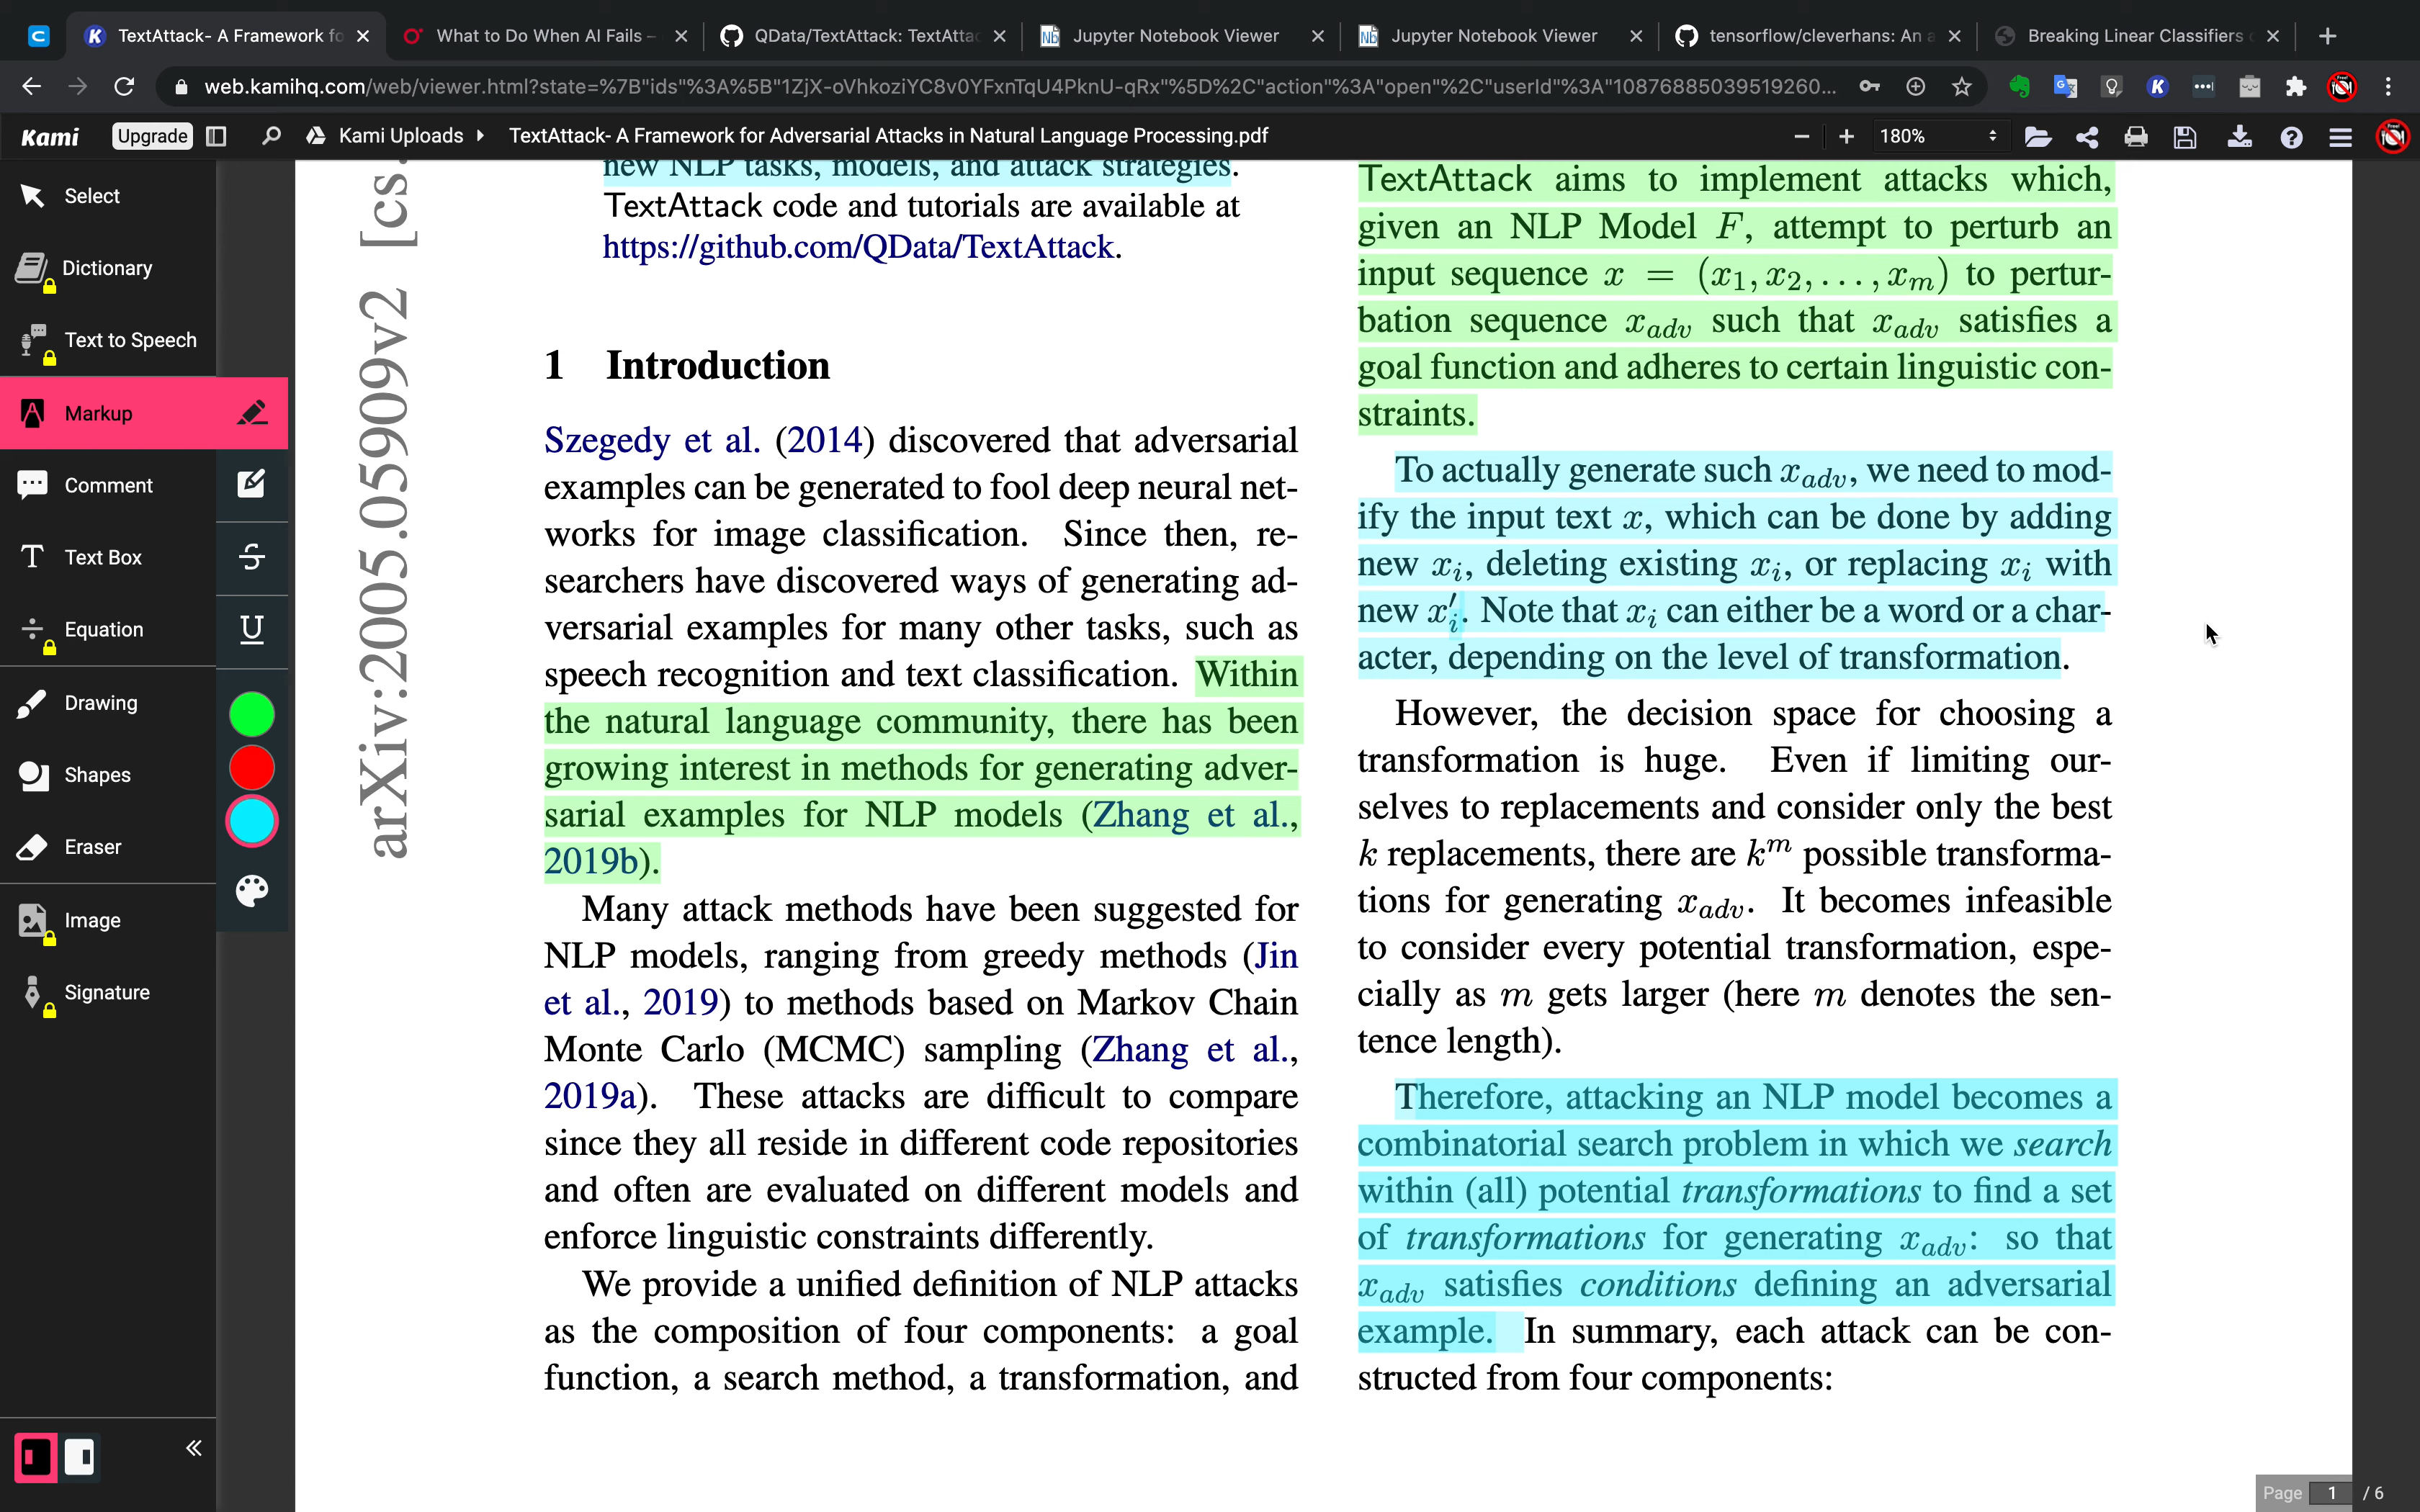 TextAttack- A Framework fo
What to Do When AI Fails –
QData/TextAttack: TextAttac
Jupyter Notebook Viewer
Jupyter Notebook Viewer
tensorflow/cleverhans: An a
Breaking Linear Classifiers
web.kamihq.com/web/viewer.html?state=%7B"ids"%3A%5B"1ZjX-oVhkoziYC8v0YFxnTqU4PknU-qRx"%5D%2C"action"%3A"open"%2C"userId"%3A"10876885039519260...
Kami
Upgrade
Kami Uploads
TextAttack- A Framework for Adversarial Attacks in Natural Language Processing.pdf
180%
Select
Dictionary
Text to Speech
Markup
Comment
Text Box
Equation
Drawing
Shapes
Eraser
Image
Signature
arXiv:2005.05909v2 [cs.
new NLP tasks, models, and attack strategies.
TextAttack code and tutorials are available at
https://github.com/QData/TextAttack.
1 Introduction
Szegedy et al. (2014) discovered that adversarial
examples can be generated to fool deep neural net-
works for image classification. Since then, re-
searchers have discovered ways of generating ad-
versarial examples for many other tasks, such as
speech recognition and text classification. Within
the natural language community, there has been
growing interest in methods for generating adver-
sarial examples for NLP models (Zhang et al.,
2019b).
Many attack methods have been suggested for
NLP models, ranging from greedy methods (Jin
et al., 2019) to methods based on Markov Chain
Monte Carlo (MCMC) sampling (Zhang et al.,
2019a). These attacks are difficult to compare
since they all reside in different code repositories
and often are evaluated on different models and
enforce linguistic constraints differently.
We provide a unified definition of NLP attacks
as the composition of four components: a goal
function, a search method, a transformation, and
TextAttack aims to implement attacks which,
given an NLP Model F, attempt to perturb an
input sequence x = (x₁, x₂, . . . , xₘ) to pertur-
bation sequence x_adv such that x_adv satisfies a
goal function and adheres to certain linguistic con-
straints.
To actually generate such x_adv, we need to mod-
ify the input text x, which can be done by adding
new xᵢ, deleting existing xᵢ, or replacing xᵢ with
new x′ᵢ. Note that xᵢ can either be a word or a char-
acter, depending on the level of transformation.
However, the decision space for choosing a
transformation is huge. Even if limiting our-
selves to replacements and consider only the best
k replacements, there are kᵐ possible transforma-
tions for generating x_adv. It becomes infeasible
to consider every potential transformation, espe-
cially as m gets larger (here m denotes the sen-
tence length).
Therefore, attacking an NLP model becomes a
combinatorial search problem in which we search
within (all) potential transformations to find a set
of transformations for generating x_adv: so that
x_adv satisfies conditions defining an adversarial
example. In summary, each attack can be con-
structed from four components:
Page 1 / 6